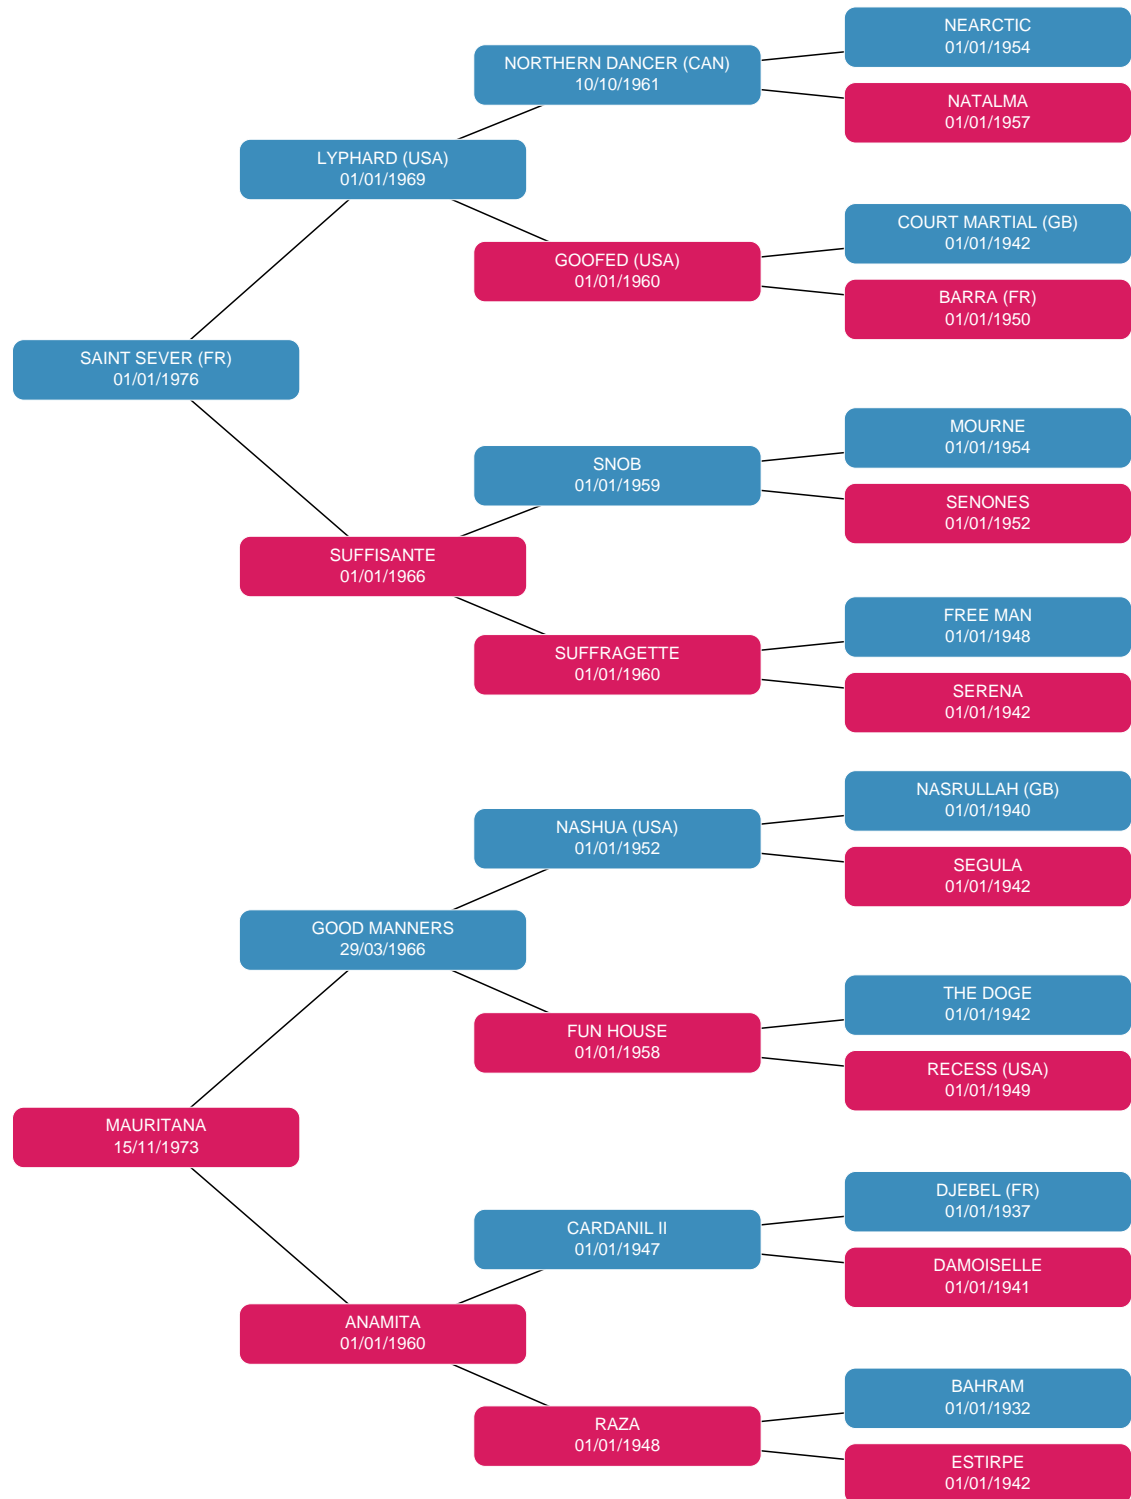 NEARCTIC
01/01/1954
NORTHERN DANCER (CAN)
10/10/1961
NATALMA
01/01/1957
LYPHARD (USA)
01/01/1969
COURT MARTIAL (GB)
01/01/1942
GOOFED (USA)
01/01/1960
BARRA (FR)
01/01/1950
SAINT SEVER (FR)
01/01/1976
MOURNE
01/01/1954
SNOB
01/01/1959
SENONES
01/01/1952
SUFFISANTE
01/01/1966
FREE MAN
01/01/1948
SUFFRAGETTE
01/01/1960
SERENA
01/01/1942
NASRULLAH (GB)
01/01/1940
NASHUA (USA)
01/01/1952
SEGULA
01/01/1942
GOOD MANNERS
29/03/1966
THE DOGE
01/01/1942
FUN HOUSE
01/01/1958
RECESS (USA)
01/01/1949
MAURITANA
15/11/1973
DJEBEL (FR)
01/01/1937
CARDANIL II
01/01/1947
DAMOISELLE
01/01/1941
ANAMITA
01/01/1960
BAHRAM
01/01/1932
RAZA
01/01/1948
ESTIRPE
01/01/1942